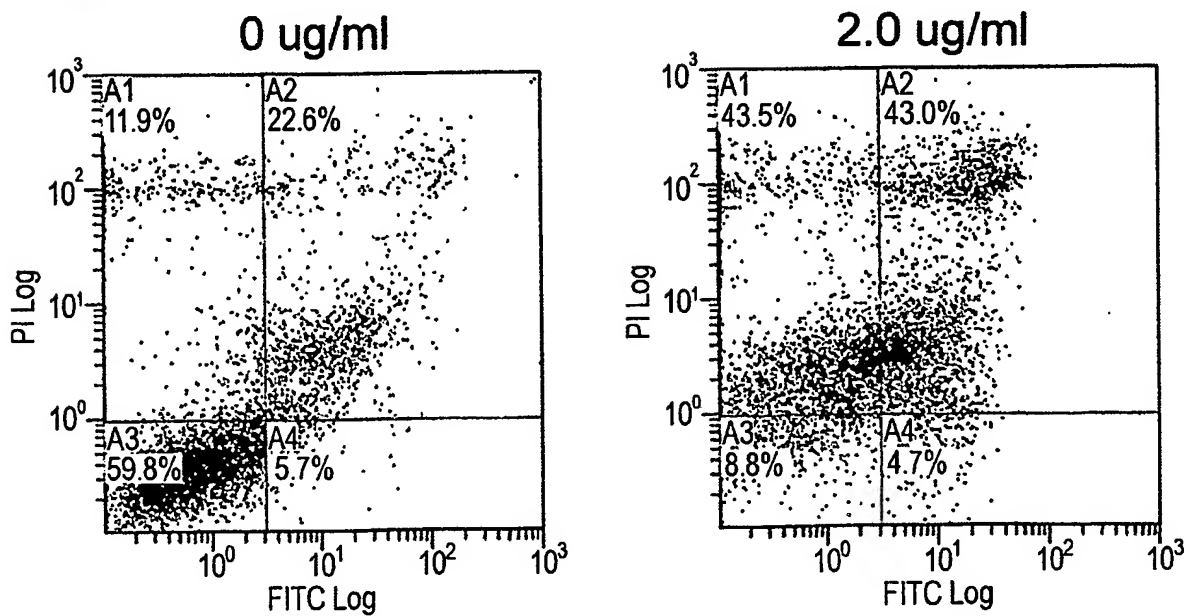 0 ug/ml
10³
A1
11.9%
A2
22.6%
10²
PI Log
10¹
10⁰
A3
59.8%
A4
5.7%
10⁰ 10¹ 10² 10³
FITC Log
2.0 ug/ml
10³
A1
43.5%
A2
43.0%
10²
PI Log
10¹
10⁰
A3
8.8%
A4
4.7%
10⁰ 10¹ 10² 10³
FITC Log